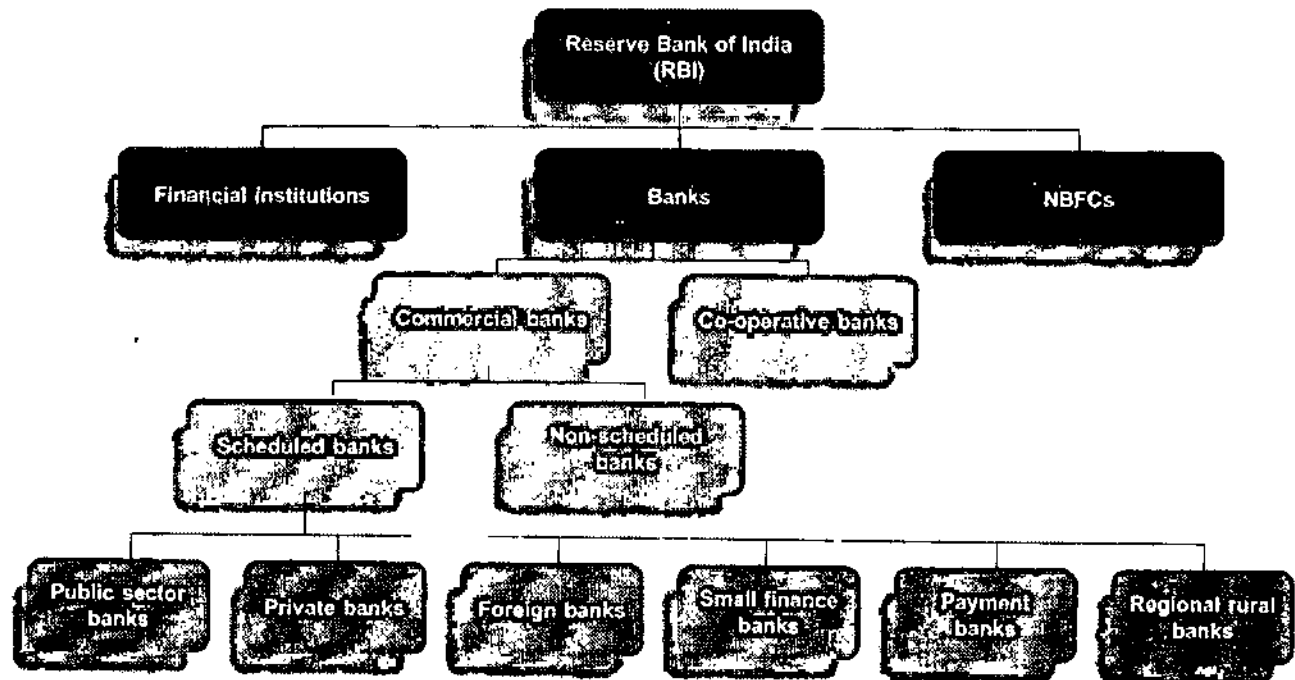 Reserve Bank of India
(RBI)
Financial institutions
Banks
NBFCs
Commercial banks
Co-operative banks
Scheduled banks
Non-scheduled
banks
Public sector
banks
Private banks
Foreign banks
Small finance
banks
Payment
banks
Regional rural
banks